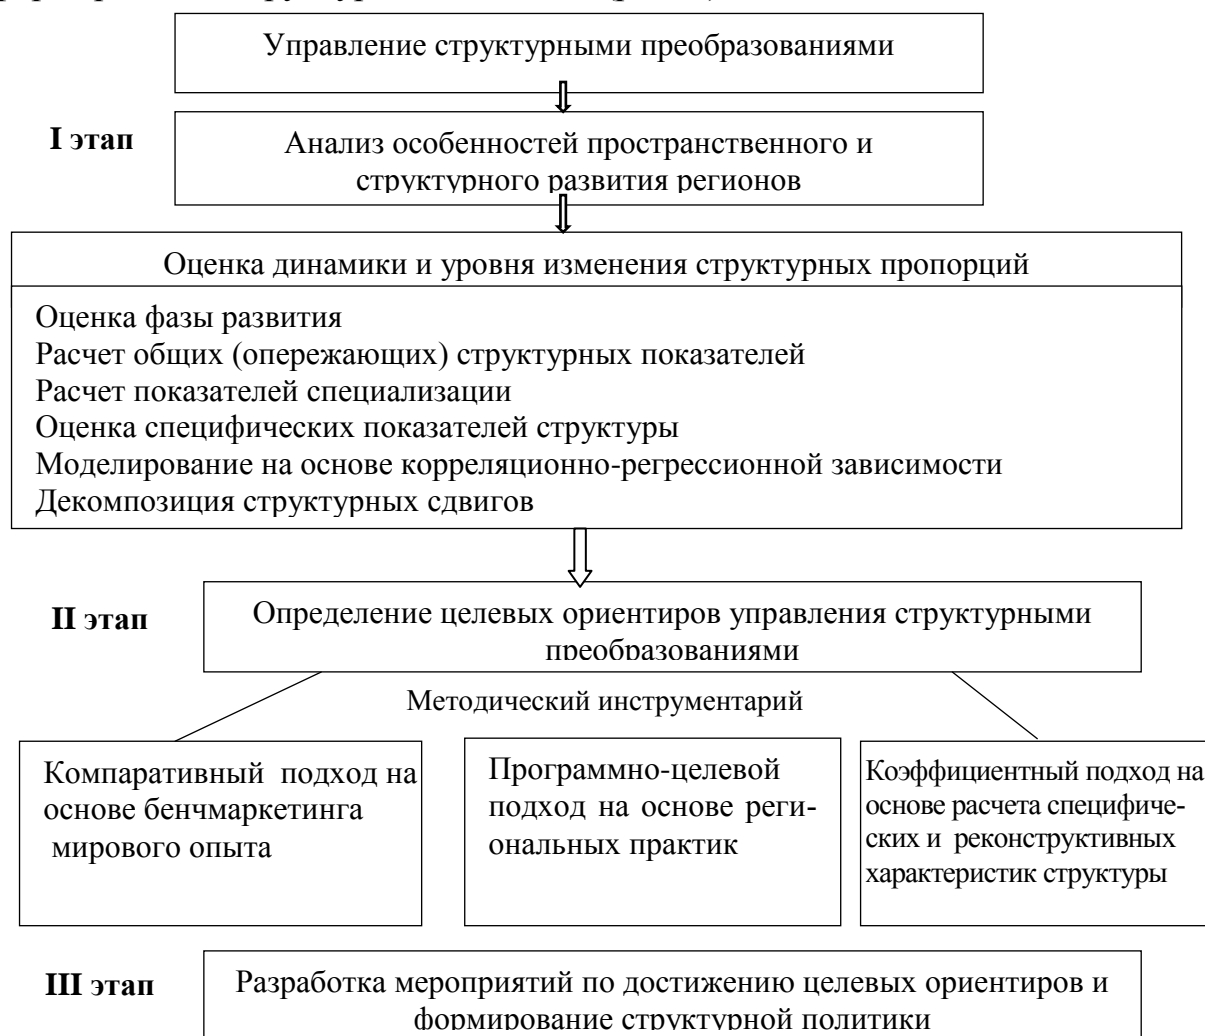 Управление структурными преобразованиями
I этап
Анализ особенностей пространственного и
структурного развития регионов
Оценка динамики и уровня изменения структурных пропорций
Оценка фазы развития
Расчет общих (опережающих) структурных показателей
Расчет показателей специализации
Оценка специфических показателей структуры
Моделирование на основе корреляционно-регрессионной зависимости
Декомпозиция структурных сдвигов
II этап
Определение целевых ориентиров управления структурными
преобразованиями
Методический инструментарий
Компаративный подход на
основе бенчмаркетинга
мирового опыта
Программно-целевой
подход на основе реги-
ональных практик
Коэффициентный подход на
основе расчета специфиче-
ских и реконструктивных
характеристик структуры
III этап
Разработка мероприятий по достижению целевых ориентиров и
формирование структурной политики